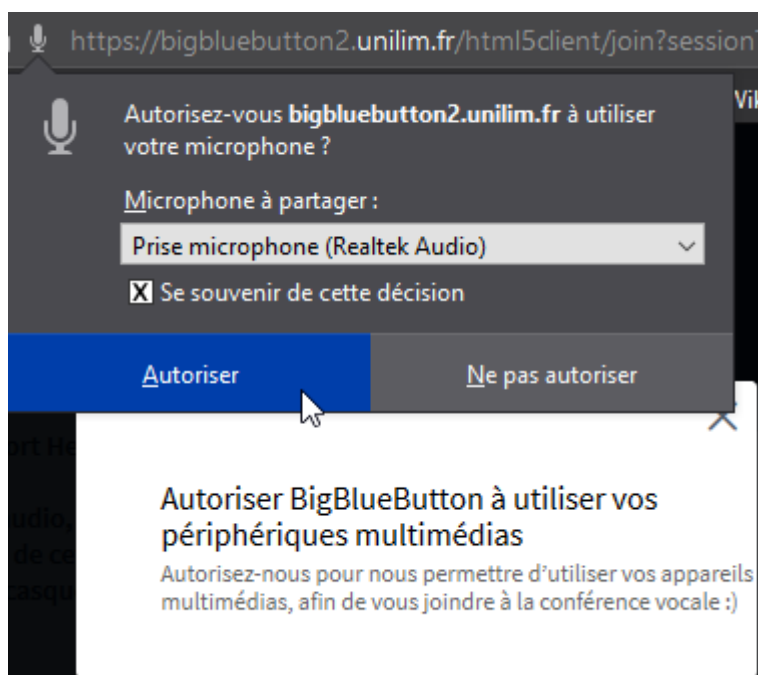 https://bigbluebutton2.unilim.fr/html5client/join?session
Autorisez-vous bigbluebutton2.unilim.fr à utiliser
votre microphone ?
Microphone à partager :
Prise microphone (Realtek Audio)
X Se souvenir de cette décision
Autoriser
Ne pas autoriser
Autoriser BigBlueButton à utiliser vos
périphériques multimédias
Autorisez-nous pour nous permettre d’utiliser vos appareils
multimédias, afin de vous joindre à la conférence vocale :)